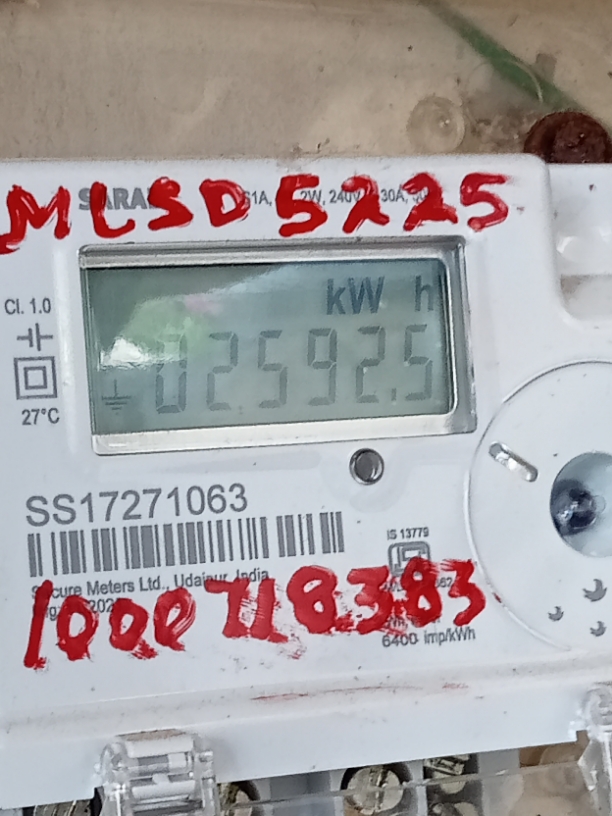 MLSD 5225
Cl. 1.0
kW h
02592.5
27°C
SS17271063
IS 13779
Secure Meters Ltd., Udaipur, India
1000718383
6400 imp/kWh